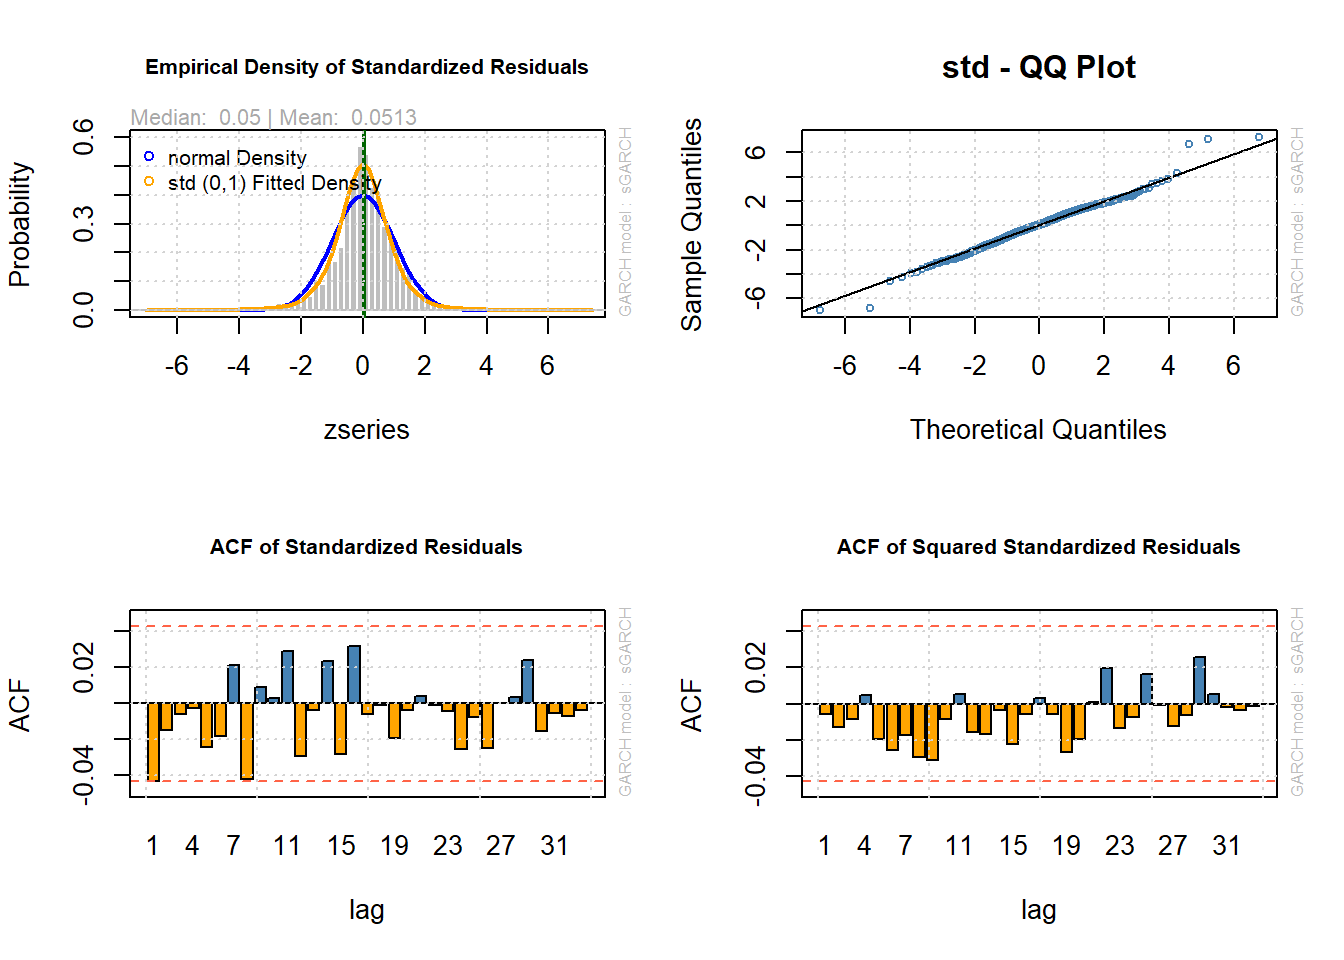 Empirical Density of Standardized Residuals
Median:  0.05 | Mean:  0.0513
normal Density
std (0,1) Fitted Density
Probability
0.0
0.3
0.6
-6
-4
-2
0
2
4
6
zseries
GARCH model :  sGARCH
std - QQ Plot
Sample Quantiles
6
2
-2
-6
-6
-4
-2
0
2
4
6
Theoretical Quantiles
GARCH model :  sGARCH
ACF of Standardized Residuals
ACF
0.02
-0.04
1
4
7
11
15
19
23
27
31
lag
GARCH model :  sGARCH
ACF of Squared Standardized Residuals
ACF
0.02
-0.04
1
4
7
11
15
19
23
27
31
lag
GARCH model :  sGARCH